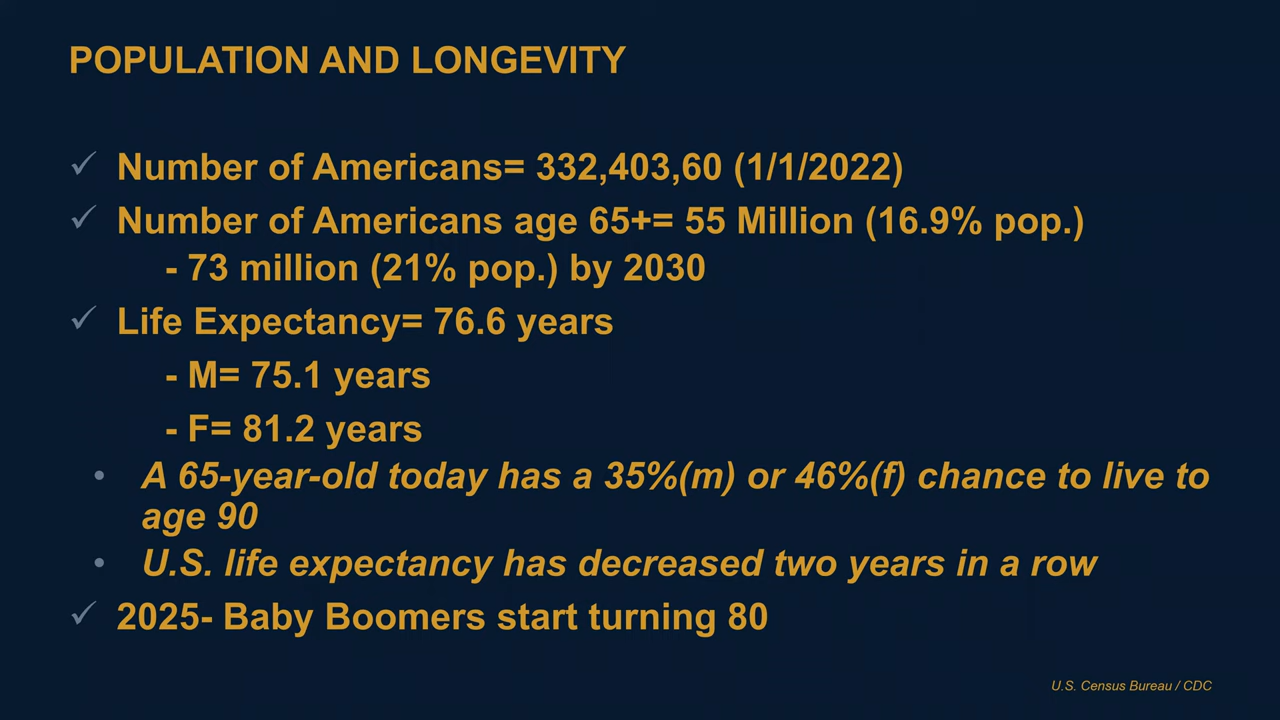 POPULATION AND LONGEVITY
✓ Number of Americans= 332,403,60 (1/1/2022)
✓ Number of Americans age 65+= 55 Million (16.9% pop.)
- 73 million (21% pop.) by 2030
✓ Life Expectancy= 76.6 years
- M= 75.1 years
- F= 81.2 years
• A 65-year-old today has a 35%(m) or 46%(f) chance to live to
age 90
• U.S. life expectancy has decreased two years in a row
✓ 2025- Baby Boomers start turning 80
U.S. Census Bureau / CDC